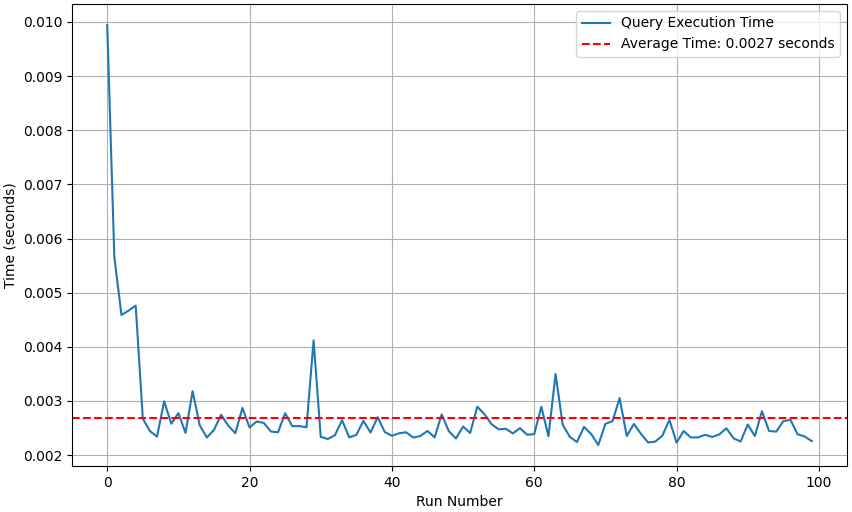 Query Execution Time
Average Time: 0.0027 seconds
0.010
0.009
0.008
0.007
0.006
0.005
0.004
0.003
0.002
Time (seconds)
0 20 40 60 80 100
Run Number